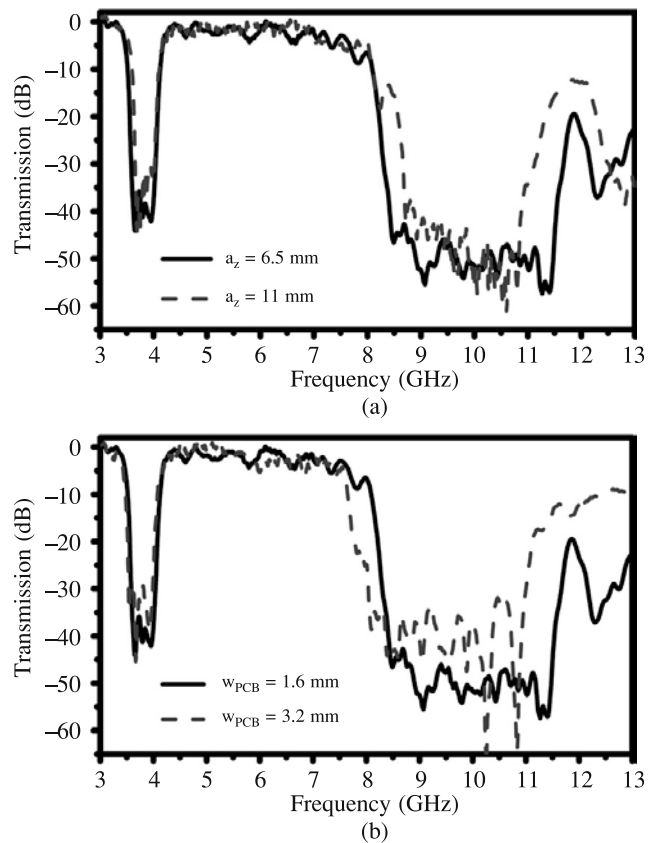 0
−10
−20
−30
−40
−50
−60
Transmission (dB)
a_z = 6.5 mm
a_z = 11 mm
3 4 5 6 7 8 9 10 11 12 13
Frequency (GHz)
(a)
0
−10
−20
−30
−40
−50
−60
Transmission (dB)
w_PCB = 1.6 mm
w_PCB = 3.2 mm
3 4 5 6 7 8 9 10 11 12 13
Frequency (GHz)
(b)